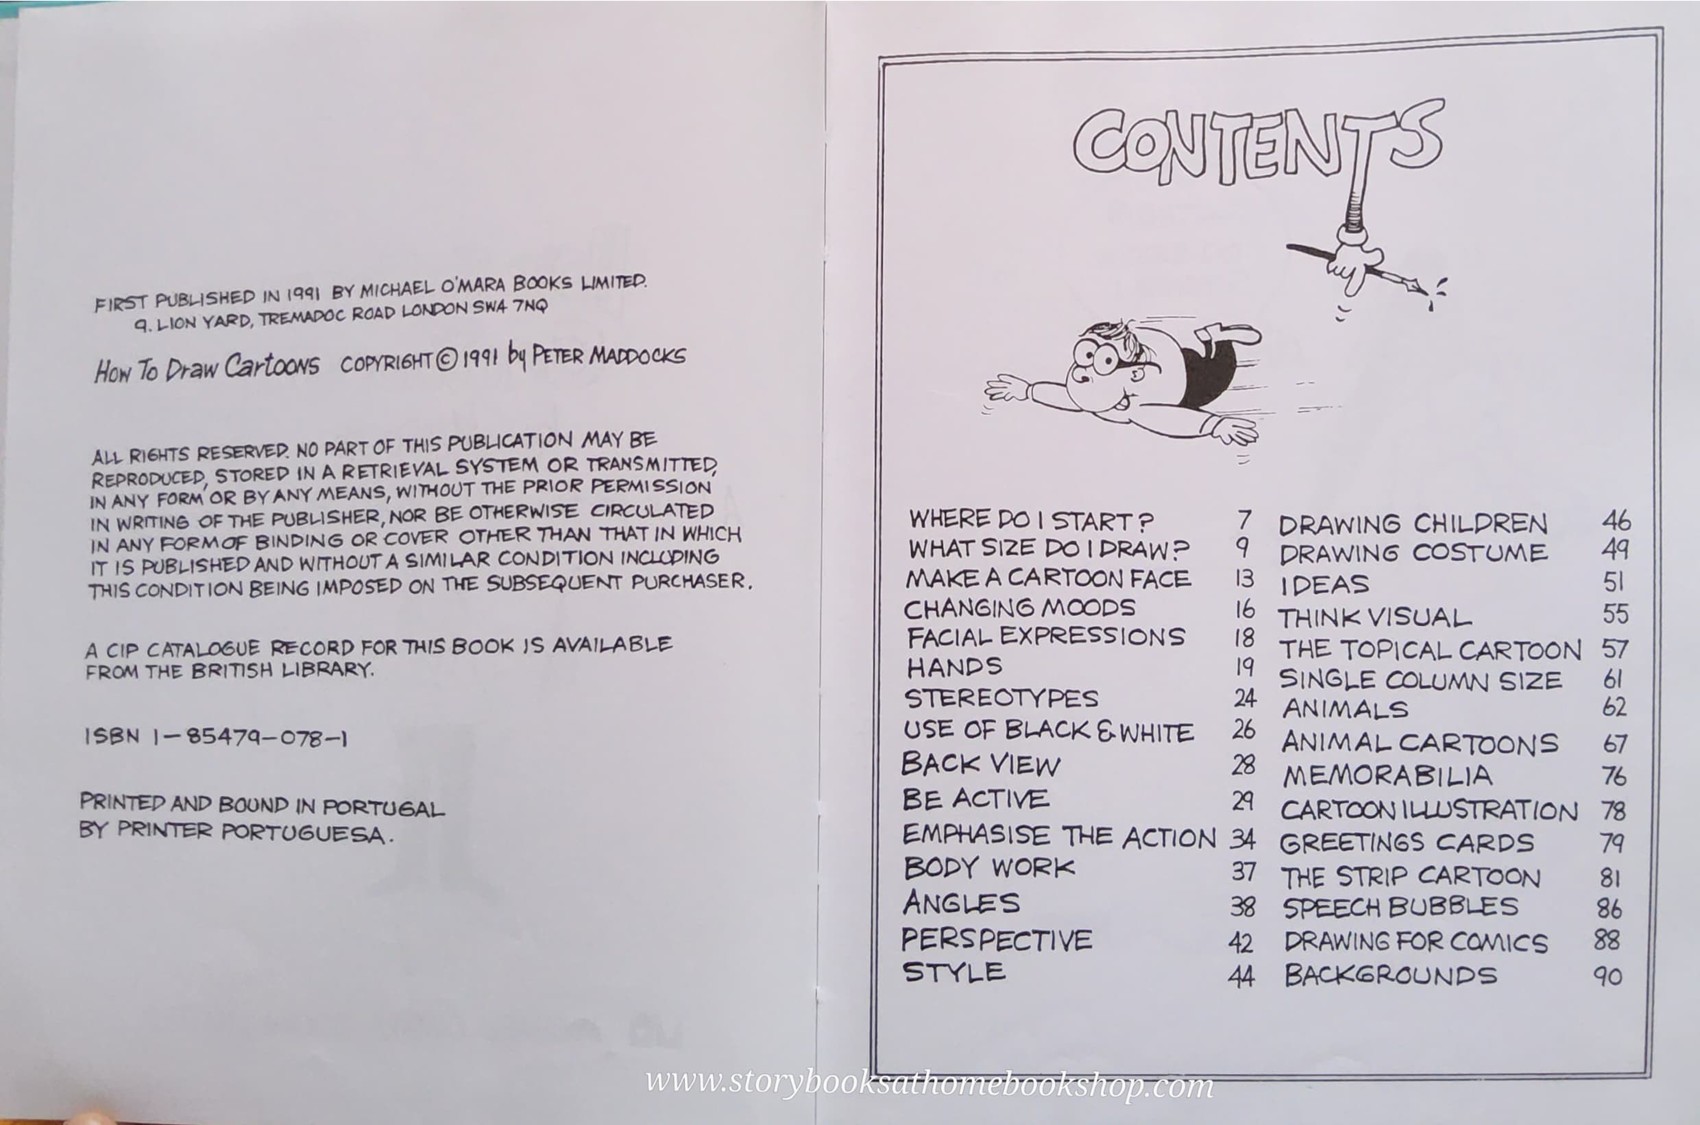 FIRST PUBLISHED IN 1991 BY MICHAEL O'MARA BOOKS LIMITED.
9. LION YARD, TREMADOC ROAD LONDON SW4 7NQ
How To Draw Cartoons COPYRIGHT © 1991 by PETER MADDOCKS
ALL RIGHTS RESERVED. NO PART OF THIS PUBLICATION MAY BE
REPRODUCED, STORED IN A RETRIEVAL SYSTEM OR TRANSMITTED,
IN ANY FORM OR BY ANY MEANS, WITHOUT THE PRIOR PERMISSION
IN WRITING OF THE PUBLISHER, NOR BE OTHERWISE CIRCULATED
IN ANY FORM OF BINDING OR COVER OTHER THAN THAT IN WHICH
IT IS PUBLISHED AND WITHOUT A SIMILAR CONDITION INCLUDING
THIS CONDITION BEING IMPOSED ON THE SUBSEQUENT PURCHASER.
A CIP CATALOGUE RECORD FOR THIS BOOK IS AVAILABLE
FROM THE BRITISH LIBRARY.
ISBN 1-85479-078-1
PRINTED AND BOUND IN PORTUGAL
BY PRINTER PORTUGUESA.
CONTENTS
WHERE DO I START? 7
WHAT SIZE DO I DRAW? 9
MAKE A CARTOON FACE 13
CHANGING MOODS 16
FACIAL EXPRESSIONS 18
HANDS 19
STEREOTYPES 24
USE OF BLACK & WHITE 26
BACK VIEW 28
BE ACTIVE 29
EMPHASISE THE ACTION 34
BODY WORK 37
ANGLES 38
PERSPECTIVE 42
STYLE 44
DRAWING CHILDREN 46
DRAWING COSTUME 49
IDEAS 51
THINK VISUAL 55
THE TOPICAL CARTOON 57
SINGLE COLUMN SIZE 61
ANIMALS 62
ANIMAL CARTOONS 67
MEMORABILIA 76
CARTOON ILLUSTRATION 78
GREETINGS CARDS 79
THE STRIP CARTOON 81
SPEECH BUBBLES 86
DRAWING FOR COMICS 88
BACKGROUNDS 90
www.storybooksathomebookshop.com